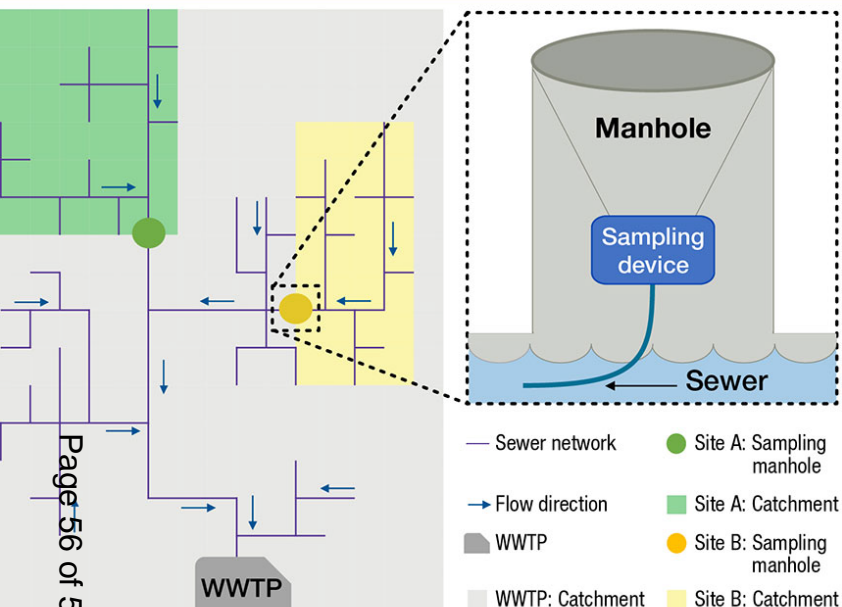 Manhole
Sampling
device
Sewer
Sewer network
Flow direction
WWTP
WWTP: Catchment
Site A: Sampling
manhole
Site A: Catchment
Site B: Sampling
manhole
Site B: Catchment
WWTP
Page 56 of 5